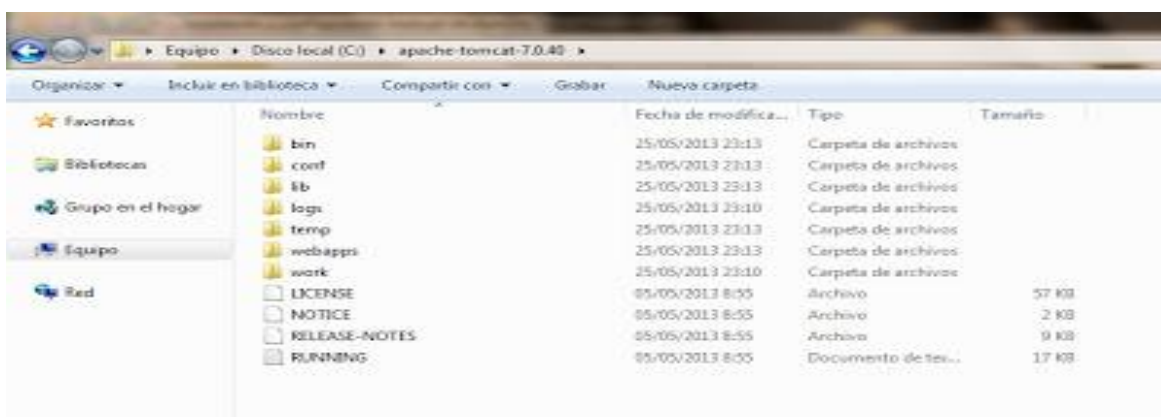 Equipo Disco local (C:) apache-tomcat-7.0.40
Organizar Incluir en biblioteca Compartir con Grabar Nueva carpeta
Favoritos
Bibliotecas
Grupo en el hogar
Equipo
Red
Nombre Fecha de modifica... Tipo Tamaño
bin 25/05/2013 23:13 Carpeta de archivos
conf 25/05/2013 23:13 Carpeta de archivos
lib 25/05/2013 23:13 Carpeta de archivos
logs 25/05/2013 23:10 Carpeta de archivos
temp 25/05/2013 23:13 Carpeta de archivos
webapps 25/05/2013 23:13 Carpeta de archivos
work 25/05/2013 23:10 Carpeta de archivos
LICENSE 05/05/2013 8:55 Archivo 57 KB
NOTICE 05/05/2013 8:55 Archivo 2 KB
RELEASE-NOTES 05/05/2013 8:55 Archivo 9 KB
RUNNING 05/05/2013 8:55 Documento de tex... 17 KB